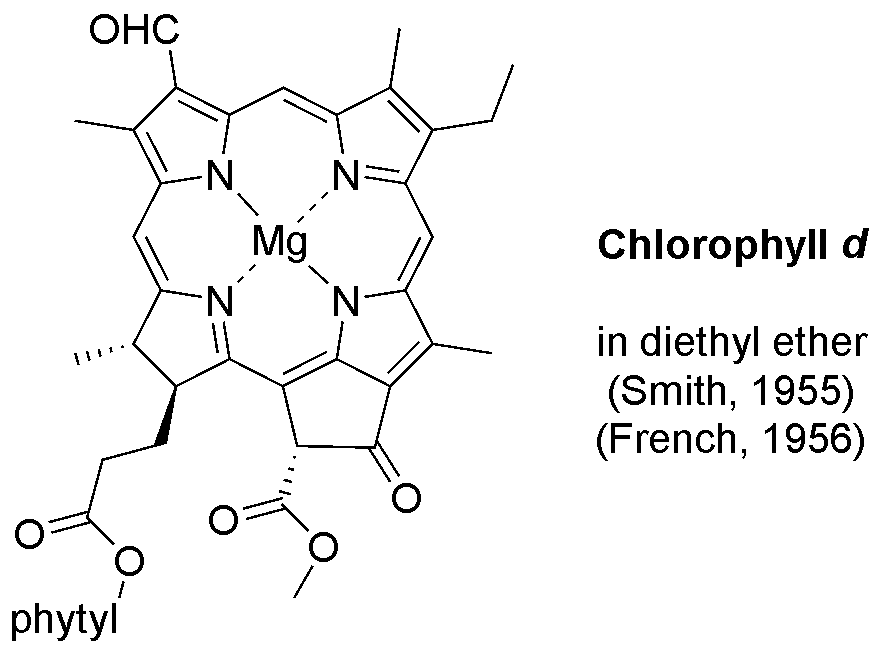 OHC
N
N
Mg
N
N
O
O
O
O
O
phytyl
Chlorophyll d
in diethyl ether
(Smith, 1955)
(French, 1956)